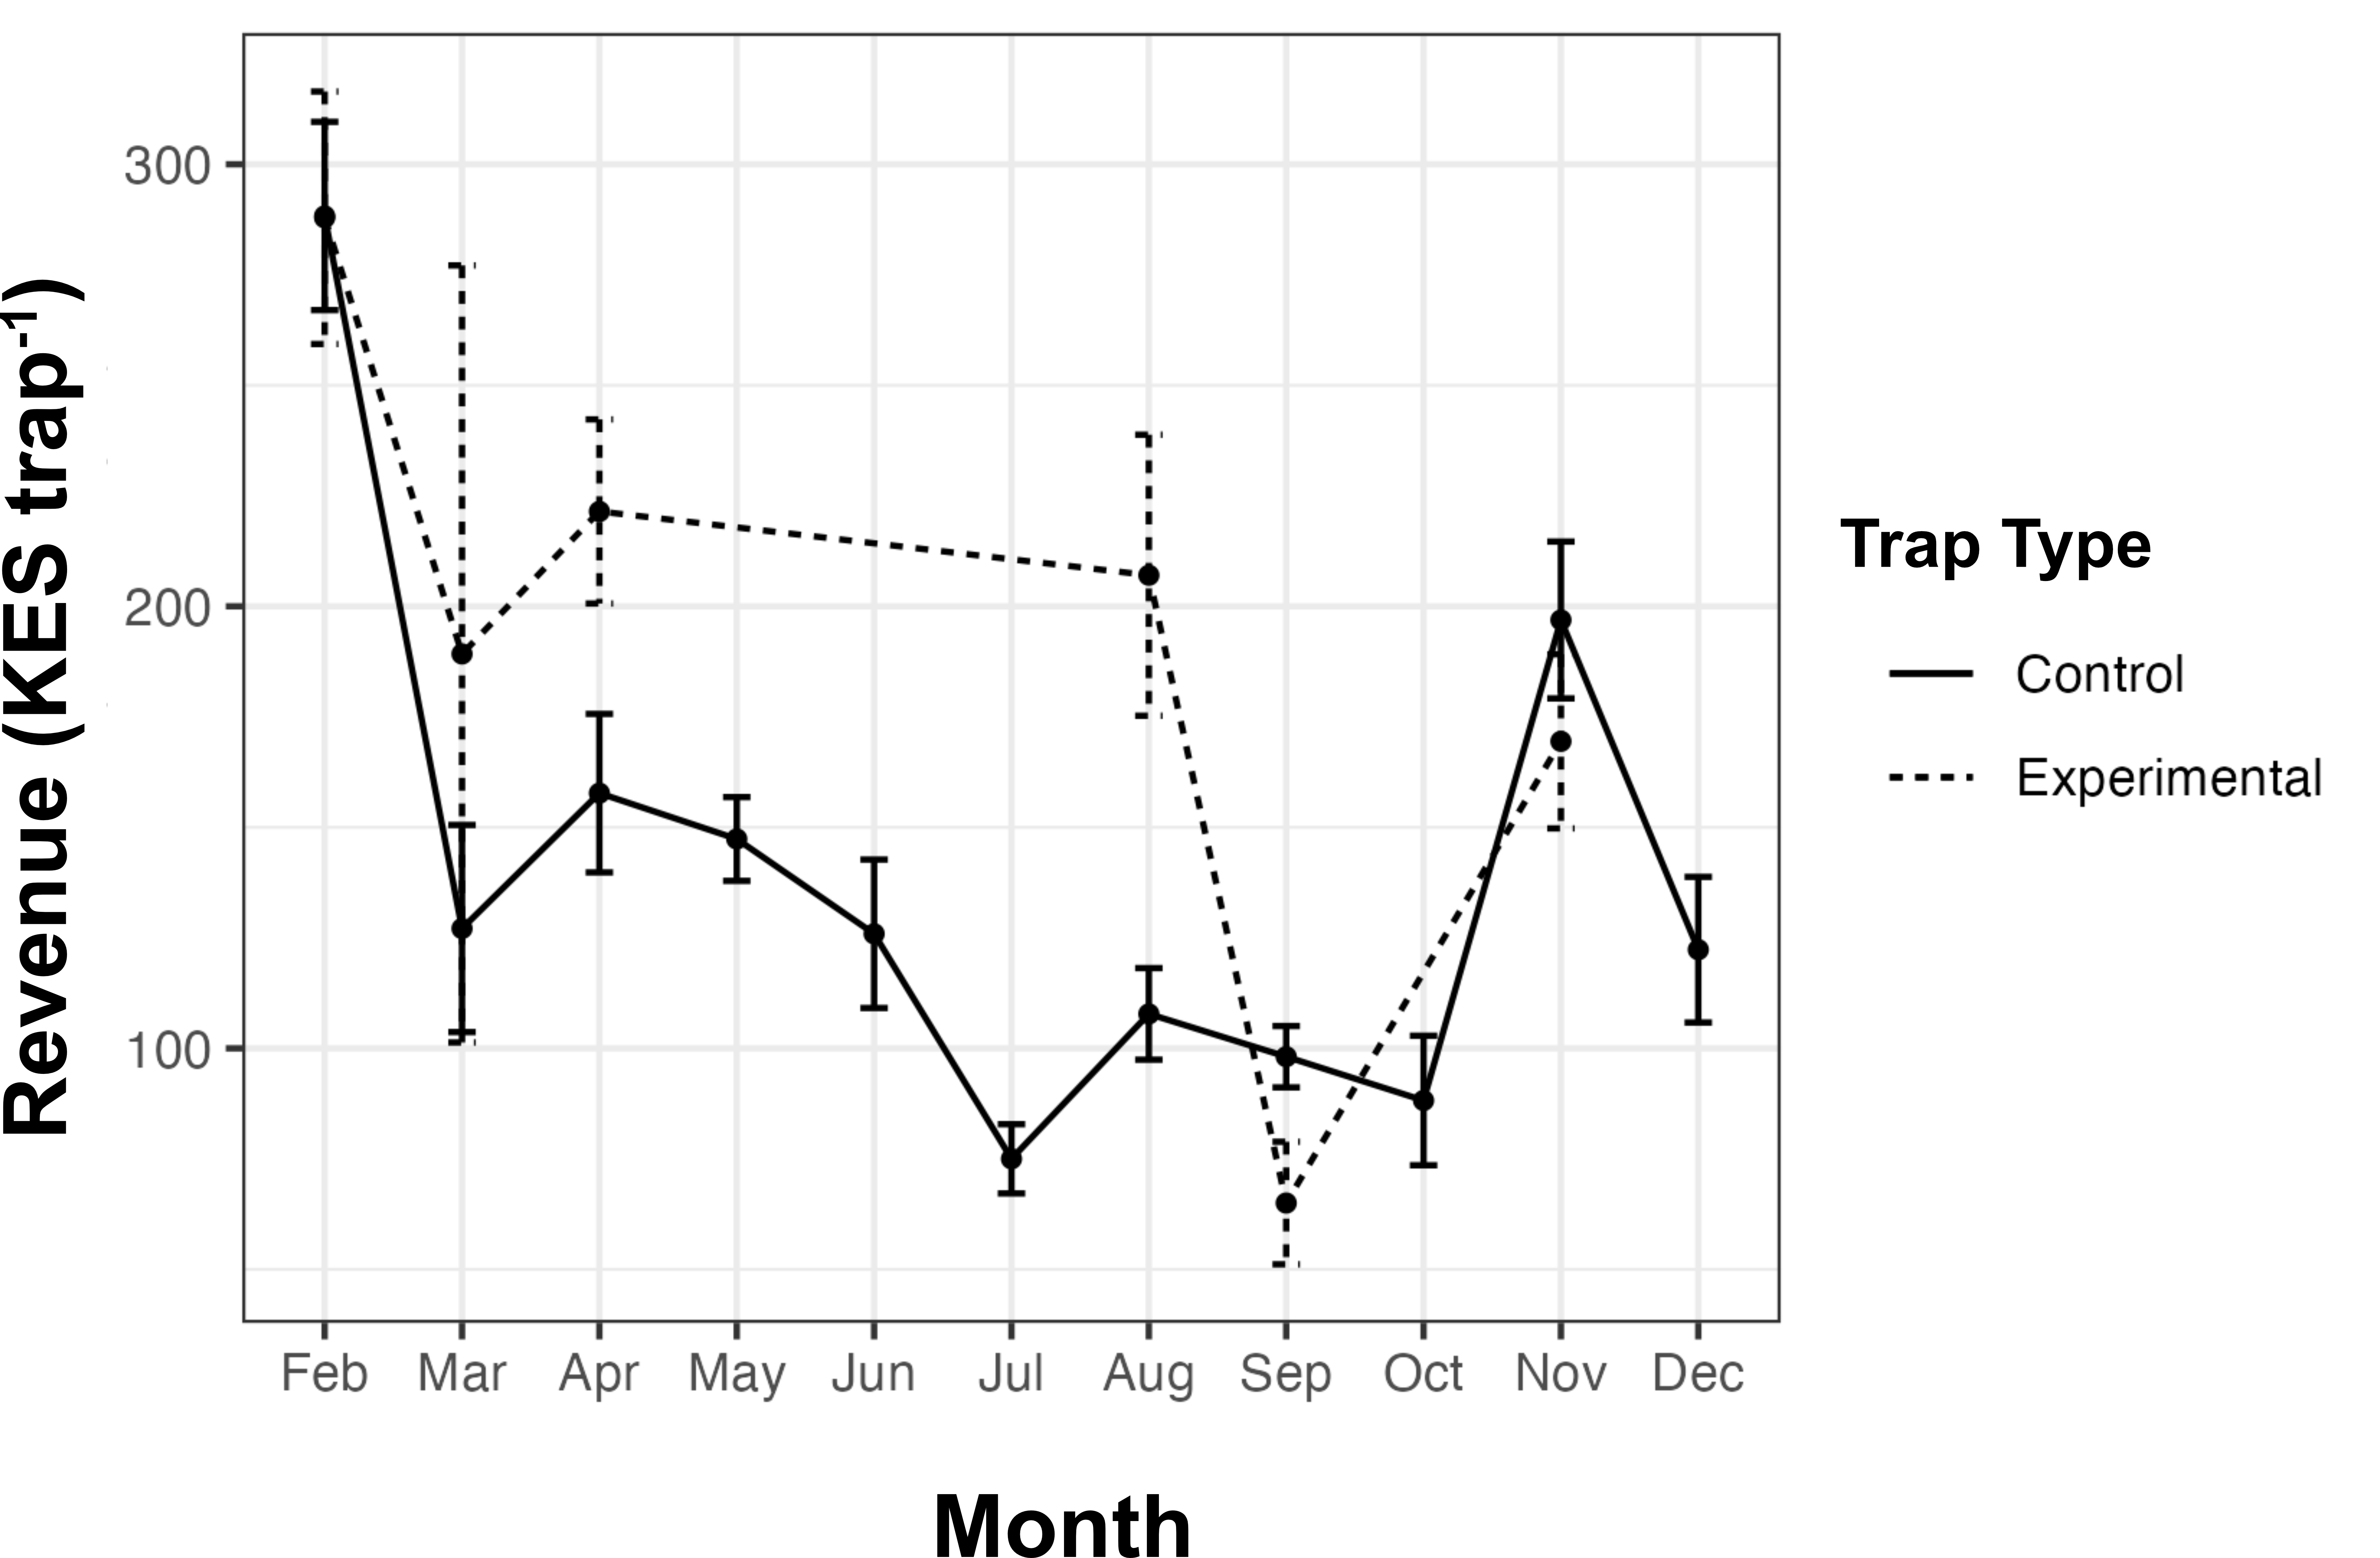 Revenue (KES trap-1)
300
200
100
Feb Mar Apr May Jun Jul Aug Sep Oct Nov Dec
Month
Trap Type
Control
Experimental